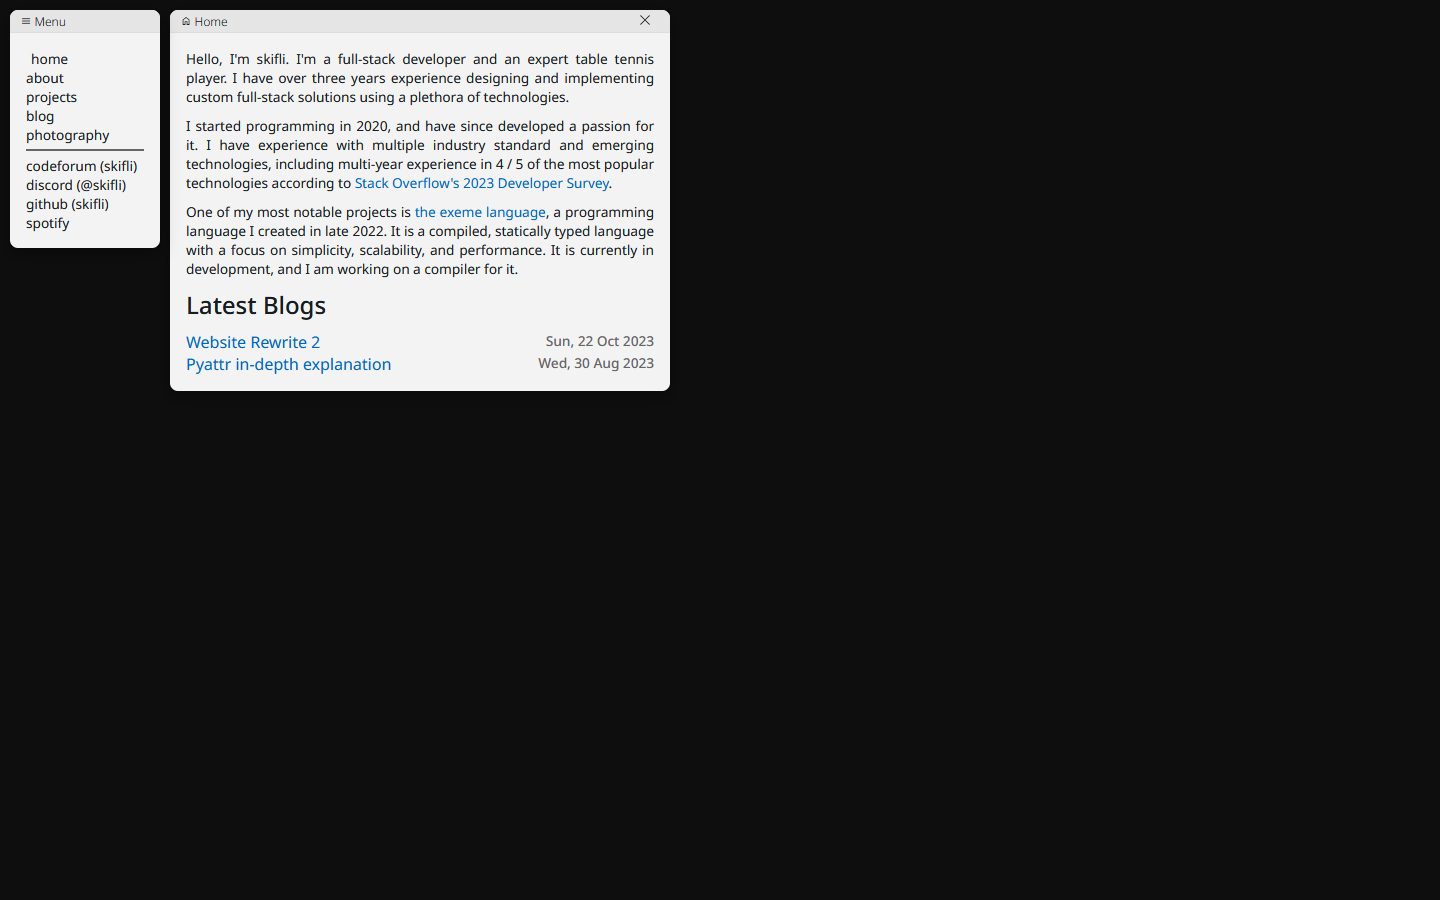 Menu
home
about
projects
blog
photography
codeforum (skifli)
discord (@skifli)
github (skifli)
spotify
Home
Hello, I'm skifli. I'm a full-stack developer and an expert table tennis
player. I have over three years experience designing and implementing
custom full-stack solutions using a plethora of technologies.
I started programming in 2020, and have since developed a passion for
it. I have experience with multiple industry standard and emerging
technologies, including multi-year experience in 4 / 5 of the most popular
technologies according to Stack Overflow's 2023 Developer Survey.
One of my most notable projects is the exeme language, a programming
language I created in late 2022. It is a compiled, statically typed language
with a focus on simplicity, scalability, and performance. It is currently in
development, and I am working on a compiler for it.
Latest Blogs
Website Rewrite 2 Sun, 22 Oct 2023
Pyattr in-depth explanation Wed, 30 Aug 2023